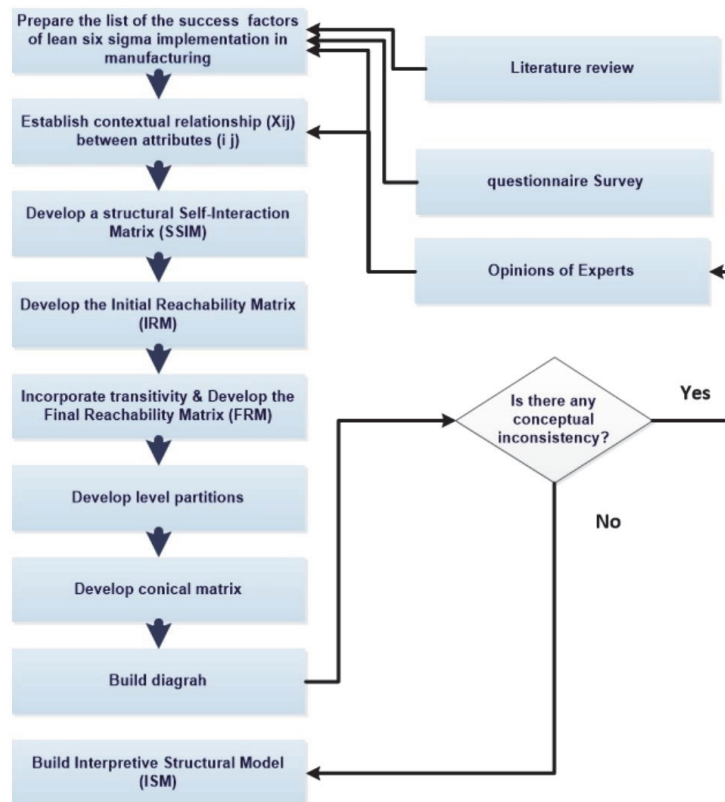 Prepare the list of the success factors
of lean six sigma implementation in
manufacturing
Literature review
Establish contextual relationship (Xij)
between attributes (i j)
questionnaire Survey
Develop a structural Self-Interaction
Matrix (SSIM)
Opinions of Experts
Develop the Initial Reachability Matrix
(IRM)
Incorporate transitivity & Develop the
Final Reachability Matrix (FRM)
Is there any
conceptual
inconsistency?
Yes
Develop level partitions
No
Develop conical matrix
Build diagrah
Build Interpretive Structural Model
(ISM)